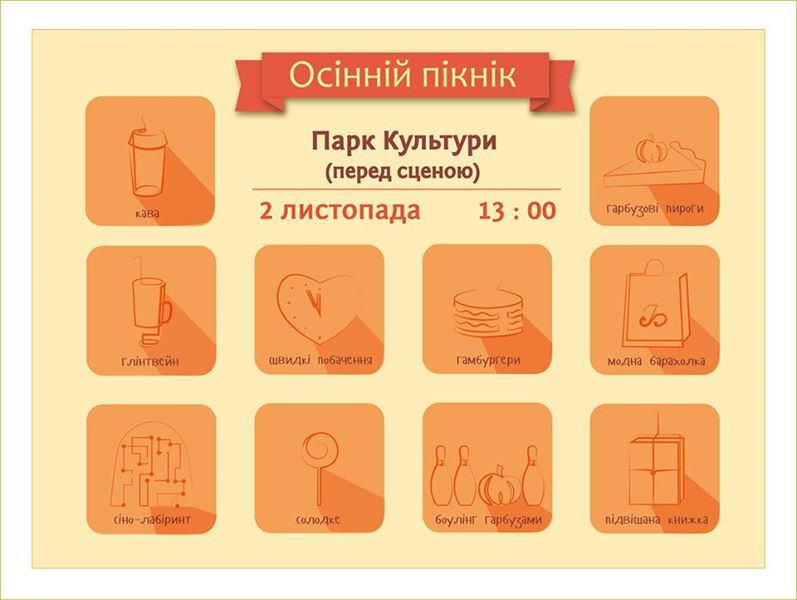 Осінній пікнік
Парк Культури
(перед сценою)
2 листопада 13 : 00
кава
гарбузові пироги
глінтвейн
швидкі побачення
гамбургери
модна барахолка
сіно-лабіринт
солодке
боулінг гарбузами
підвішана книжка